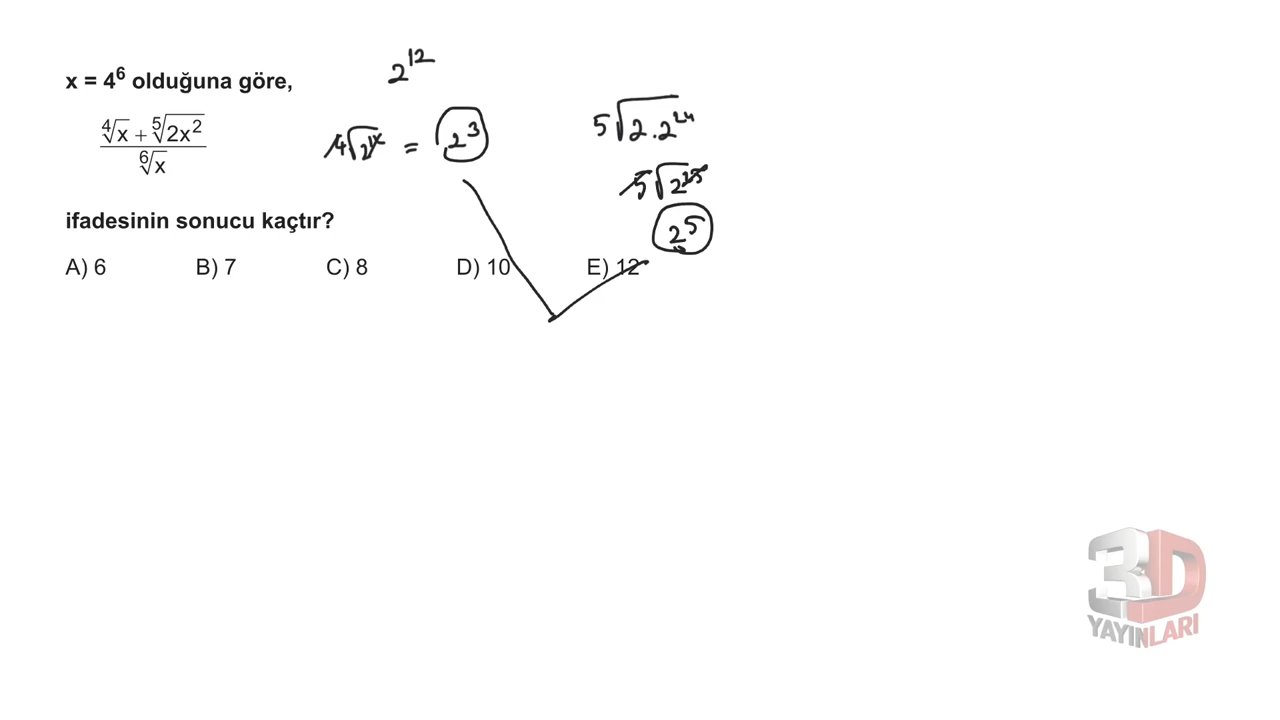 x = 4⁶ olduğuna göre,
2¹²
⁴√x + ⁵√2x²
⁶√x
4√2¹² = 2³
5√2.2²⁴
5√2²⁵
2⁵
ifadesinin sonucu kaçtır?
A) 6 B) 7 C) 8 D) 10 E) 12
3D
YAYINLARI